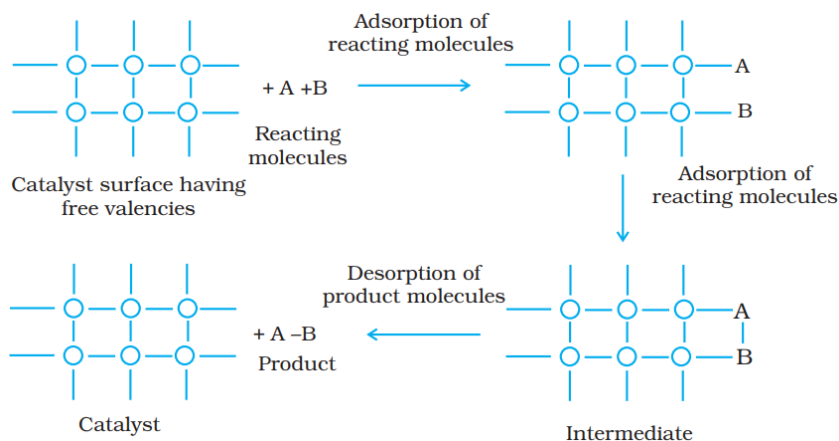 Adsorption of
reacting molecules
+ A +B
Reacting
molecules
Catalyst surface having
free valencies
A
B
Adsorption of
reacting molecules
A
B
Intermediate
Desorption of
product molecules
+ A –B
Product
Catalyst